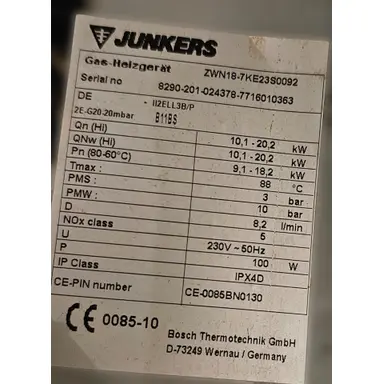 JUNKERS
Gas-Heizgerät ZWN18-7KE23S0092
Serial no 8290-201-024378-7716010363
DE - II2ELL3B/P
2E-G20-20mbar B11BS
Qn (Hi) 10,1 - 20,2 kW
QNw (Hi) 10,1 - 20,2 kW
Pn (80-60°C) 9,1 - 18,2 kW
Tmax : 88 °C
PMS : 3 bar
PMW : 10 bar
D 8,2 l/min
NOx class 5
U 230V ~ 50Hz
P 100 W
IP Class IPX4D
CE-PIN number CE-0085BN0130
CE 0085-10
Bosch Thermotechnik GmbH
D-73249 Wernau / Germany